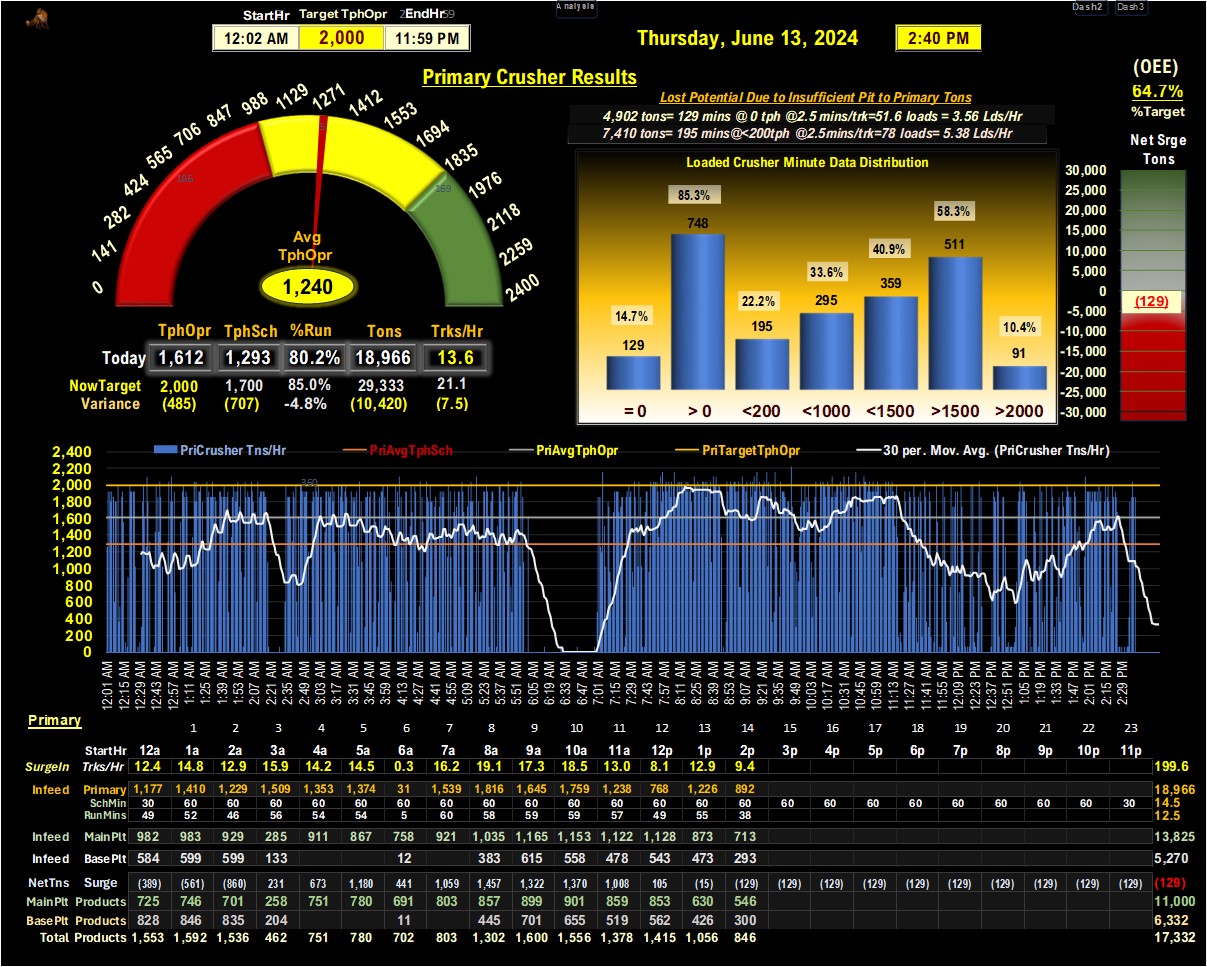 StartHr Target TphOpr EndHr Analysis Dash2 Dash3
12:02 AM 2,000 11:59 PM Thursday, June 13, 2024 2:40 PM
Primary Crusher Results
(OEE)
64.7%
%Target
Net Srge
Tons
Lost Potential Due to Insufficient Pit to Primary Tons
4,902 tons= 129 mins @ 0 tph @2.5 mins/trk=51.6 loads = 3.56 Lds/Hr
7,410 tons= 195 mins@<200tph @2.5mins/trk=78 loads= 5.38 Lds/Hr
0 141 282 424 565 706 847 988 1129 1271 1412 1553 1694 1835 1976 2118 2259 2400
186 169
Avg
TphOpr
1,240
Loaded Crusher Minute Data Distribution
14.7% 85.3% 22.2% 33.6% 40.9% 58.3% 10.4%
129 748 195 295 359 511 91
= 0 > 0 <200 <1000 <1500 >1500 >2000
30,000
25,000
20,000
15,000
10,000
5,000
0
(129)
-5,000
-10,000
-15,000
-20,000
-25,000
-30,000
TphOpr TphSch %Run Tons Trks/Hr
Today 1,612 1,293 80.2% 18,966 13.6
NowTarget 2,000 1,700 85.0% 29,333 21.1
Variance (485) (707) -4.8% (10,420) (7.5)
PriCrusher Tns/Hr PriAvgTphSch PriAvgTphOpr PriTargetTphOpr 30 per. Mov. Avg. (PriCrusher Tns/Hr)
360
2,400
2,200
2,000
1,800
1,600
1,400
1,200
1,000
800
600
400
200
0
12:01 AM 12:15 AM 12:29 AM 12:43 AM 12:57 AM 1:11 AM 1:25 AM 1:39 AM 1:53 AM 2:07 AM 2:21 AM 2:35 AM 2:49 AM 3:03 AM 3:17 AM 3:31 AM 3:45 AM 3:59 AM 4:13 AM 4:27 AM 4:41 AM 4:55 AM 5:09 AM 5:23 AM 5:37 AM 5:51 AM 6:05 AM 6:19 AM 6:33 AM 6:47 AM 7:01 AM 7:15 AM 7:29 AM 7:43 AM 7:57 AM 8:11 AM 8:25 AM 8:39 AM 8:53 AM 9:07 AM 9:21 AM 9:35 AM 9:49 AM 10:03 AM 10:17 AM 10:31 AM 10:45 AM 10:59 AM 11:13 AM 11:27 AM 11:41 AM 11:55 AM 12:09 PM 12:23 PM 12:37 PM 12:51 PM 1:05 PM 1:19 PM 1:33 PM 1:47 PM 2:01 PM 2:15 PM 2:29 PM
Primary
1 2 3 4 5 6 7 8 9 10 11 12 13 14 15 16 17 18 19 20 21 22 23
StartHr 12a 1a 2a 3a 4a 5a 6a 7a 8a 9a 10a 11a 12p 1p 2p 3p 4p 5p 6p 7p 8p 9p 10p 11p
SurgeIn Trks/Hr 12.4 14.8 12.9 15.9 14.2 14.5 0.3 16.2 19.1 17.3 18.5 13.0 8.1 12.9 9.4 199.6
Infeed Primary 1,177 1,410 1,229 1,509 1,353 1,374 31 1,539 1,816 1,645 1,759 1,238 768 1,226 892 18,966
SchMin 30 60 60 60 60 60 60 60 60 60 60 60 60 60 60 60 60 60 60 60 60 60 60 30 14.5
RunMins 49 52 46 56 54 54 5 60 58 59 59 57 49 55 38 12.5
Infeed MainPlt 982 983 929 285 911 867 758 921 1,035 1,165 1,153 1,122 1,128 873 713 13,825
Infeed BasePlt 584 599 599 133 12 383 615 558 478 543 473 293 5,270
NetTns Surge (389) (561) (860) 231 673 1,180 441 1,059 1,457 1,322 1,370 1,008 105 (15) (129) (129) (129) (129) (129) (129) (129) (129) (129) (129) (129)
MainPlt Products 725 746 701 258 751 780 691 803 857 899 901 859 853 630 546 11,000
BasePlt Products 828 846 835 204 11 445 701 655 519 562 426 300 6,332
Total Products 1,553 1,592 1,536 462 751 780 702 803 1,302 1,600 1,556 1,378 1,415 1,056 846 17,332